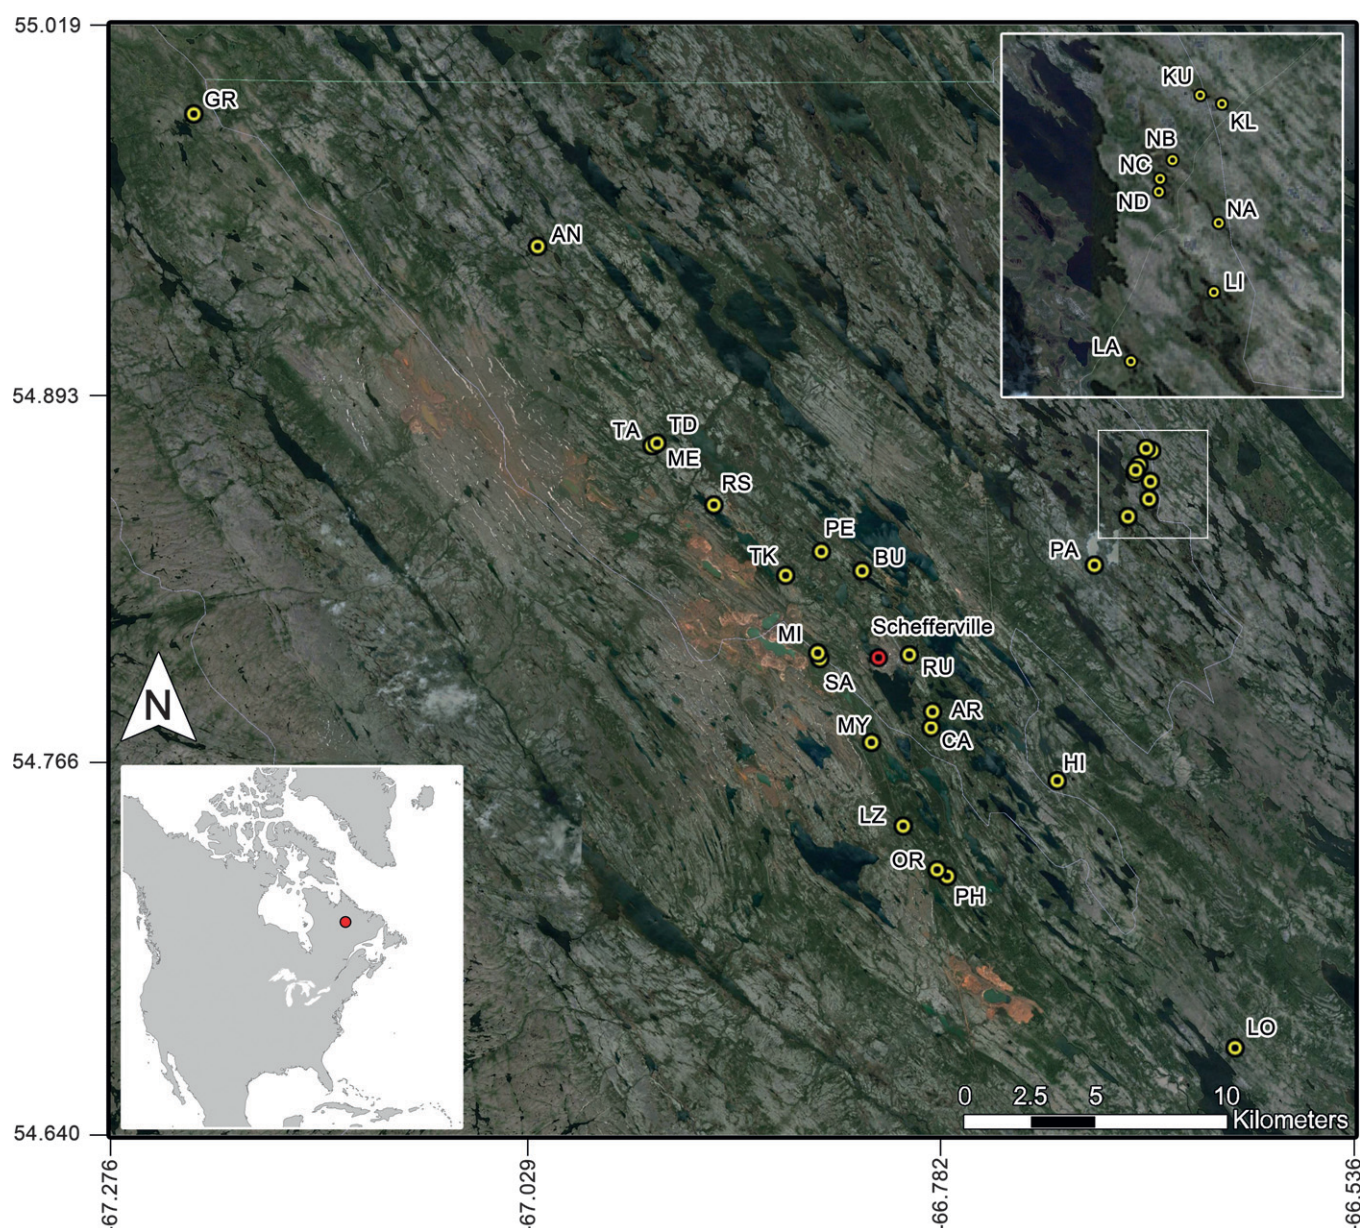 55.019
GR
KU
KL
NB
NC
ND
NA
LI
LA
AN
54.893
TA
TD
ME
RS
PE
TK
BU
PA
MI
Schefferville
RU
SA
N
AR
MY
CA
54.766
HI
LZ
OR
PH
LO
0 2.5 5 10
Kilometers
54.640
67.276
67.029
66.782
66.536